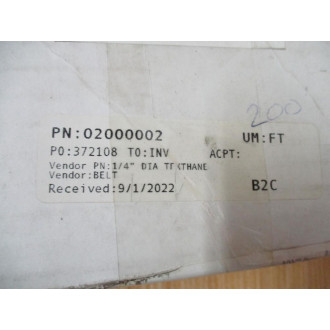 200
PN:02000002 UM:FT
PO:372108 TO:INV ACPT:
Vendor PN:1/4" DIA TEXTHANE
Vendor:BELT
Received:9/1/2022 B2C